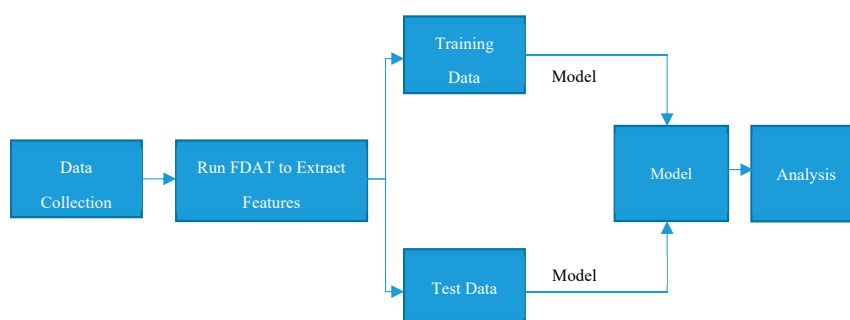 Data
Collection
Run FDAT to Extract
Features
Training
Data
Model
Test Data
Model
Model
Analysis